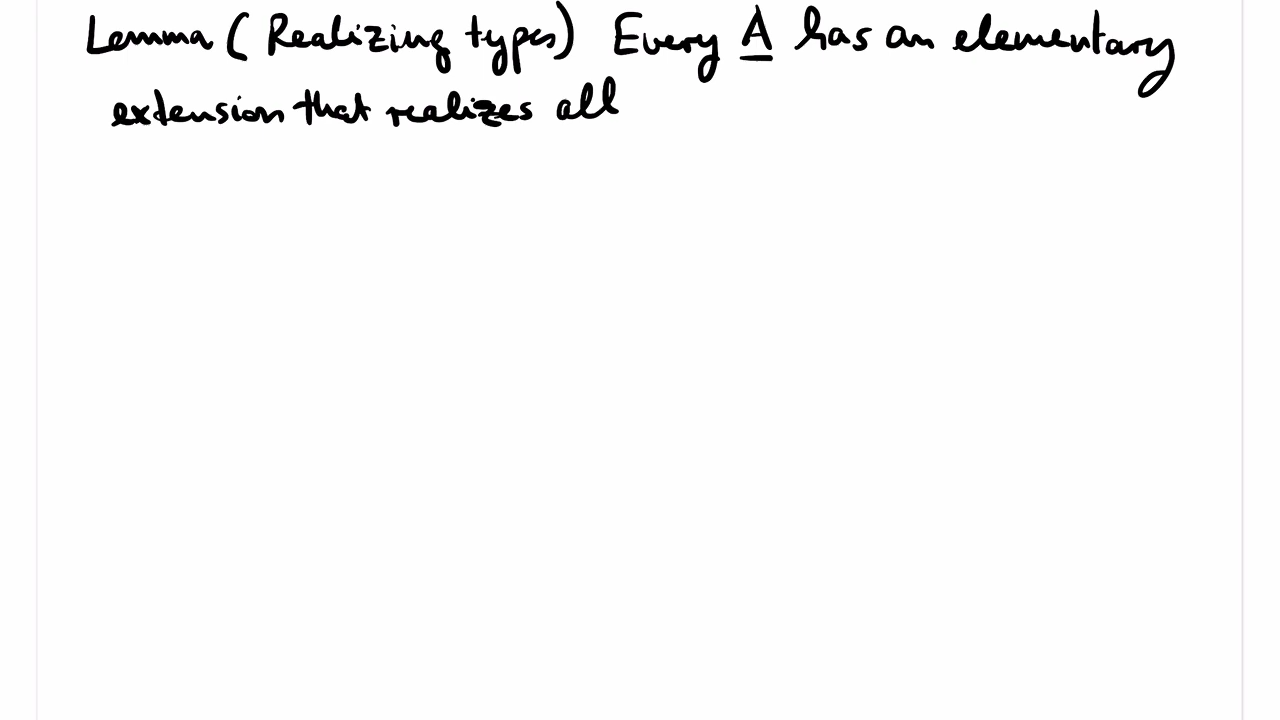 Lemma (Realizing types) Every A has an elementary
extension that realizes all